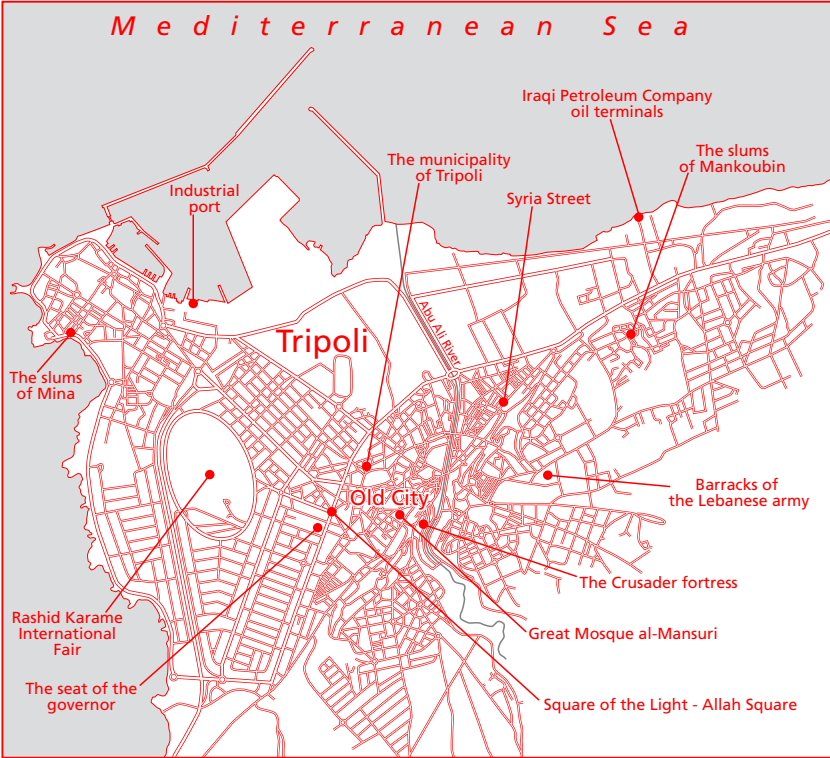 Mediterranean Sea
Iraqi Petroleum Company
oil terminals
The slums
of Mankoubin
The municipality
of Tripoli
Industrial
port
Syria Street
Abu Ali River
Tripoli
The slums
of Mina
Old City
Barracks of
the Lebanese army
The Crusader fortress
Rashid Karame
International
Fair
Great Mosque al-Mansuri
The seat of the
governor
Square of the Light - Allah Square